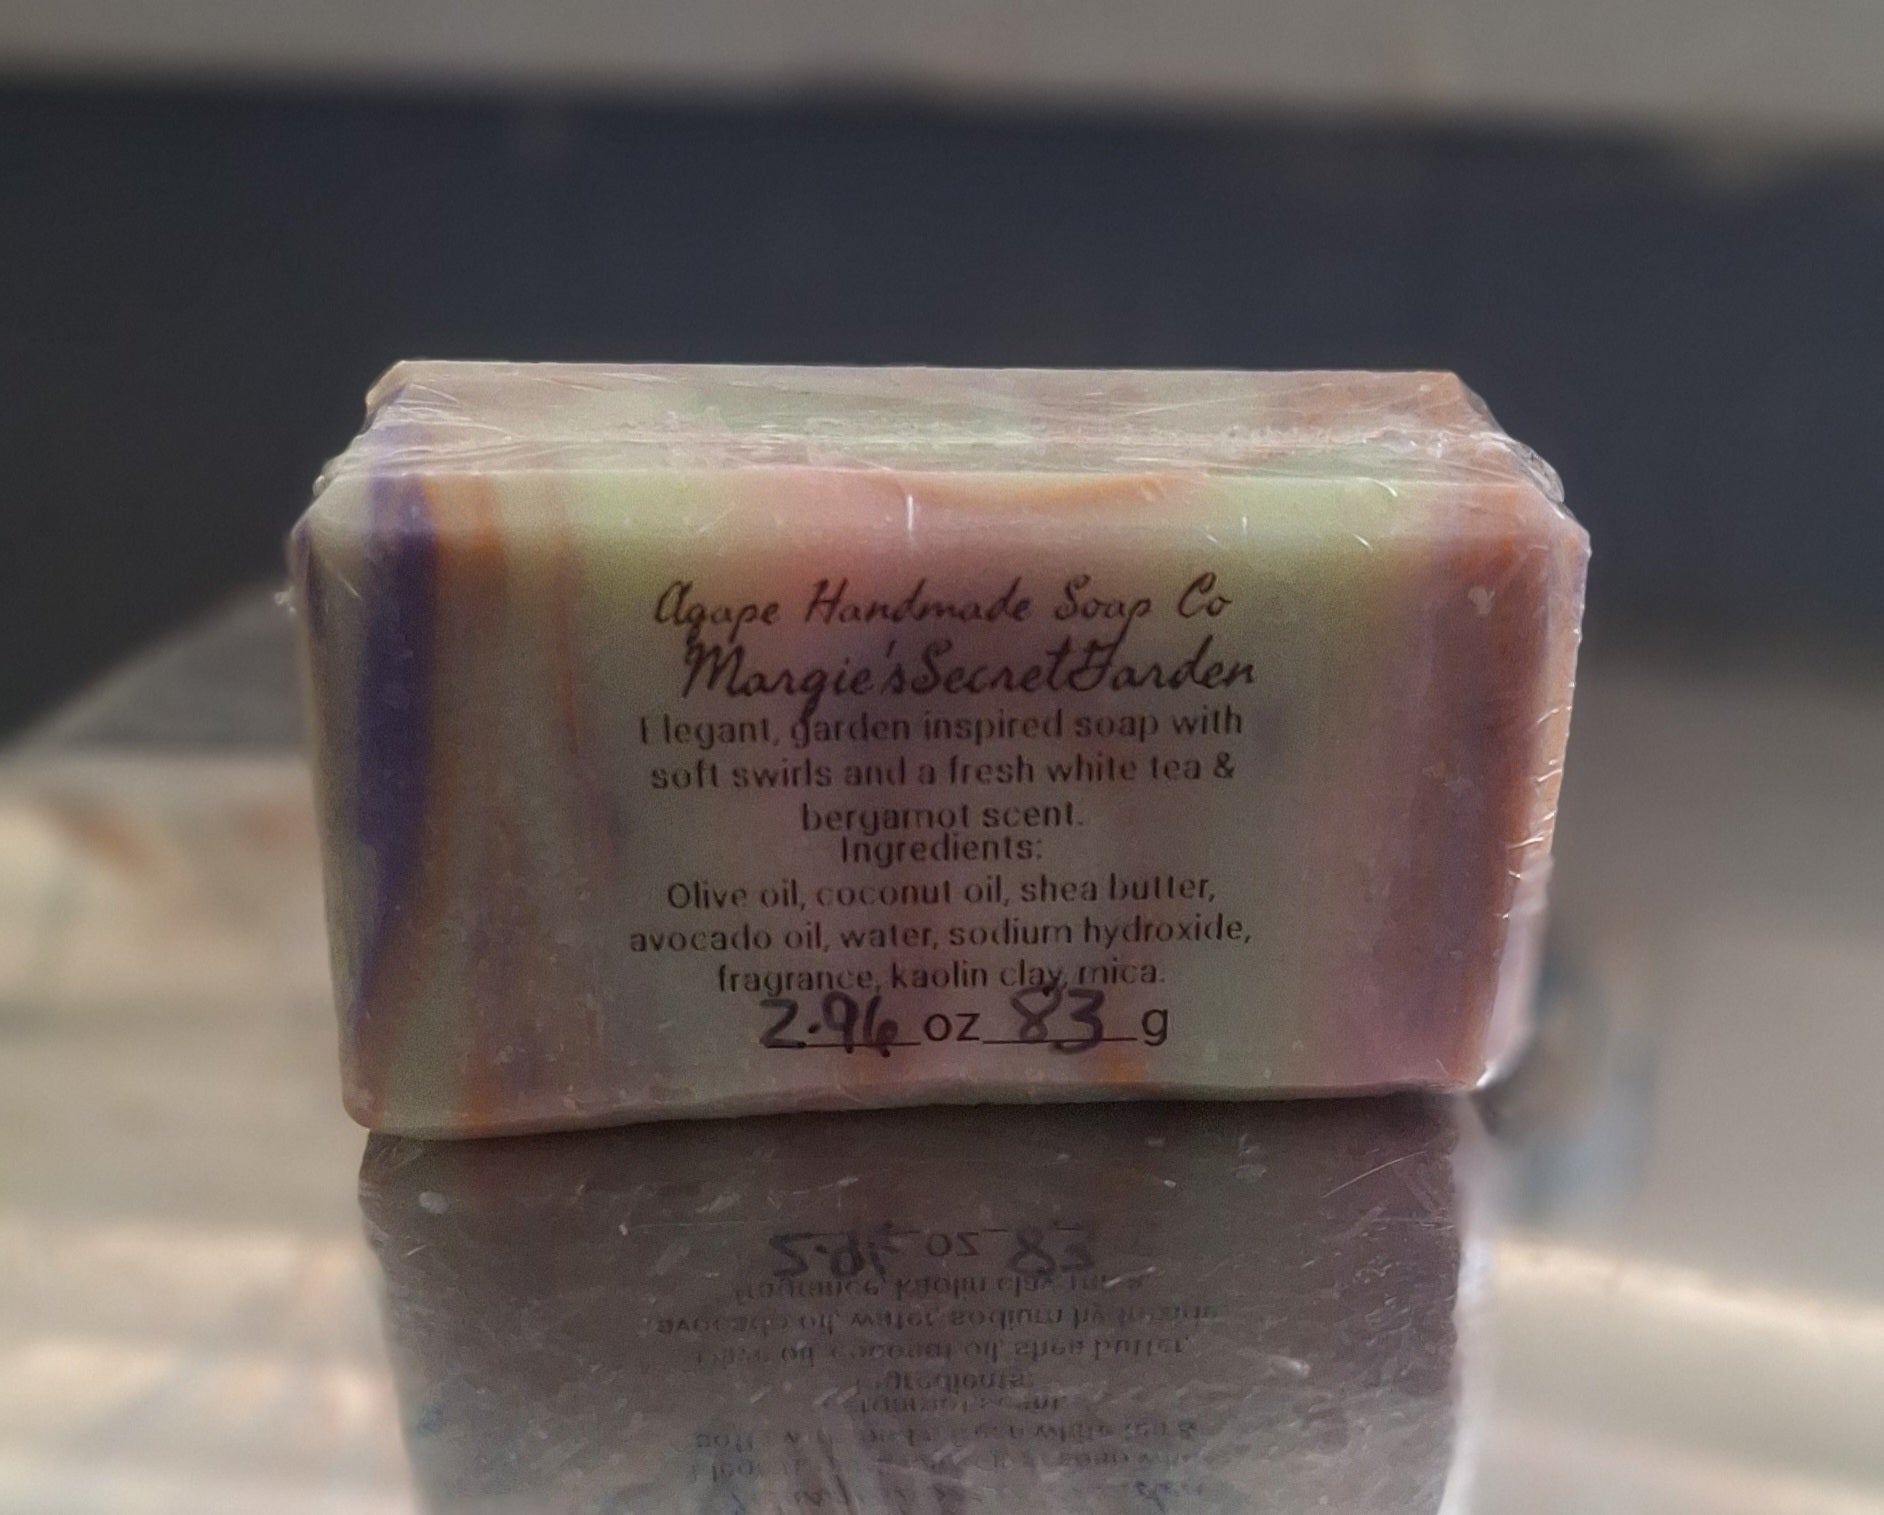 Agape Handmade Soap Co
Margie'sSecretGarden
Elegant, garden inspired soap with
soft swirls and a fresh white tea &
bergamot scent.
Ingredients:
Olive oil, coconut oil, shea butter,
avocado oil, water, sodium hydroxide,
fragrance, kaolin clay, mica.
2.96 oz 83 g